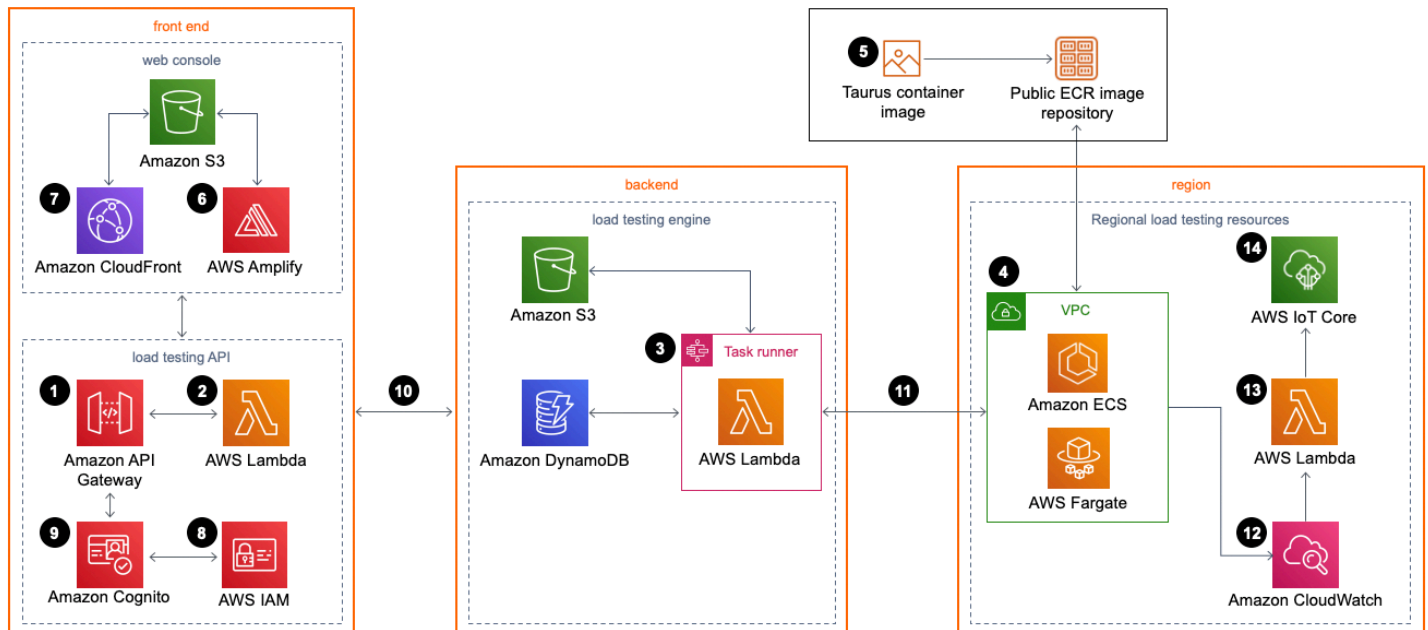 front end
web console
Amazon S3
7
Amazon CloudFront
6
AWS Amplify
load testing API
1
Amazon API
Gateway
2
AWS Lambda
9
Amazon Cognito
8
AWS IAM
10
backend
load testing engine
Amazon S3
3
Task runner
Amazon DynamoDB
AWS Lambda
11
5
Taurus container
image
Public ECR image
repository
region
Regional load testing resources
4
VPC
Amazon ECS
AWS Fargate
14
AWS IoT Core
13
AWS Lambda
12
Amazon CloudWatch